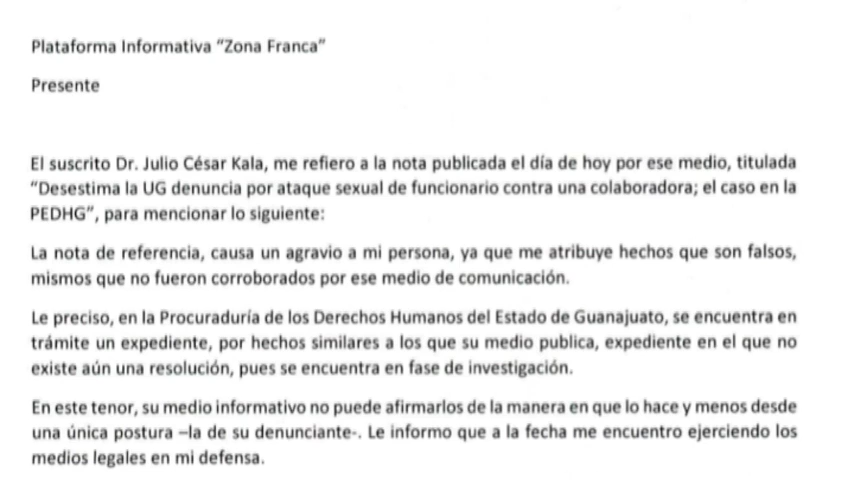 Plataforma Informativa "Zona Franca"
Presente
El suscrito Dr. Julio César Kala, me refiero a la nota publicada el día de hoy por ese medio, titulada
"Desestima la UG denuncia por ataque sexual de funcionario contra una colaboradora; el caso en la
PEDHG", para mencionar lo siguiente:
La nota de referencia, causa un agravio a mi persona, ya que me atribuye hechos que son falsos,
mismos que no fueron corroborados por ese medio de comunicación.
Le preciso, en la Procuraduría de los Derechos Humanos del Estado de Guanajuato, se encuentra en
trámite un expediente, por hechos similares a los que su medio publica, expediente en el que no
existe aún una resolución, pues se encuentra en fase de investigación.
En este tenor, su medio informativo no puede afirmarlos de la manera en que lo hace y menos desde
una única postura –la de su denunciante-. Le informo que a la fecha me encuentro ejerciendo los
medios legales en mi defensa.